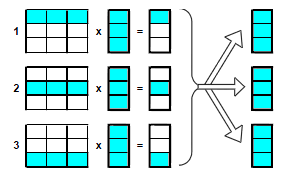 1 x =
2 x =
3 x =